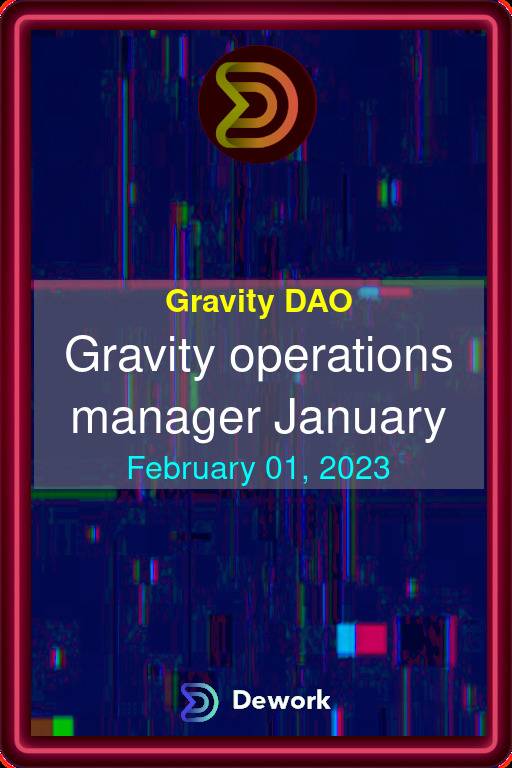 Gravity DAO
Gravity operations
manager January
February 01, 2023
Dework